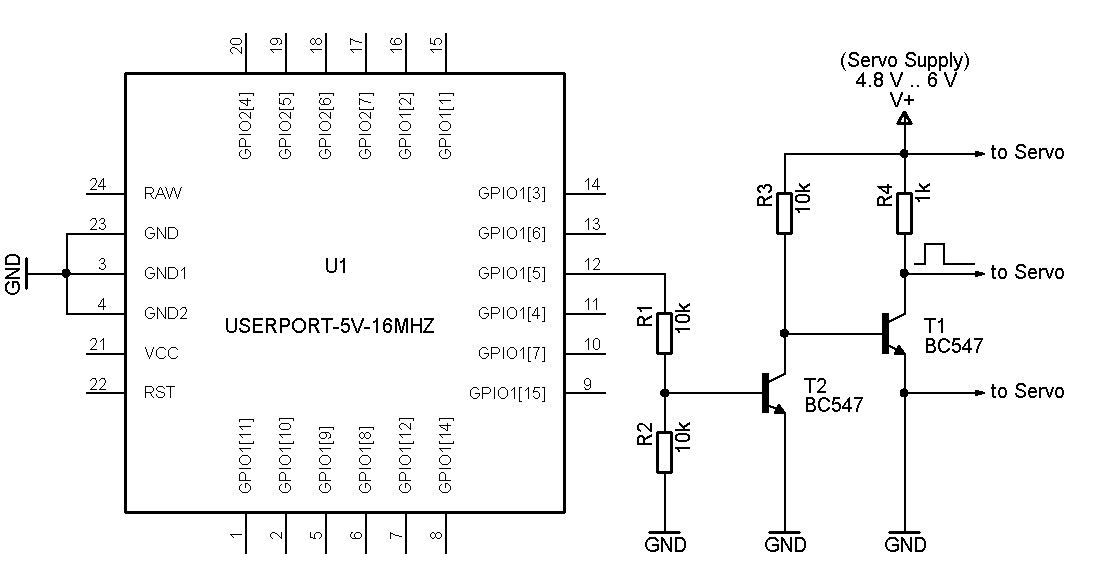 20 19 18 17 16 15
GPIO2[4] GPIO2[5] GPIO2[6] GPIO2[7] GPIO1[2] GPIO1[1]
(Servo Supply)
4.8 V .. 6 V
V+
to Servo
24 RAW GPIO1[3] 14
R3 10k R4 1k
23 GND GPIO1[6] 13
GND 3 GND1 U1 GPIO1[5] 12
to Servo
4 GND2 GPIO1[4] 11
R1 10k
USERPORT-5V-16MHZ
T1
BC547
21 VCC GPIO1[7] 10
22 RST GPIO1[15] 9
T2
BC547
to Servo
R2 10k
GPIO1[11] GPIO1[10] GPIO1[9] GPIO1[8] GPIO1[12] GPIO1[14]
1 2 5 6 7 8
GND GND GND